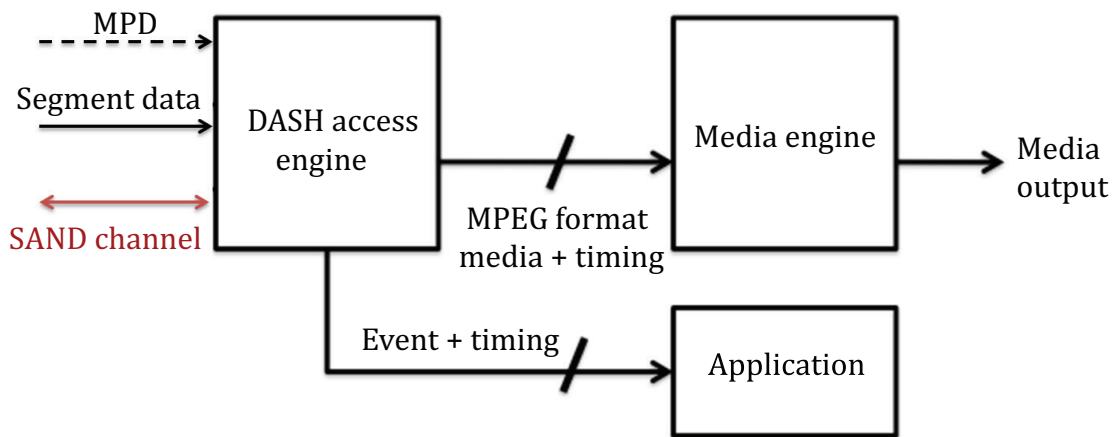 MPD
Segment data
SAND channel
DASH access
engine
MPEG format
media + timing
Media engine
Media
output
Event + timing
Application